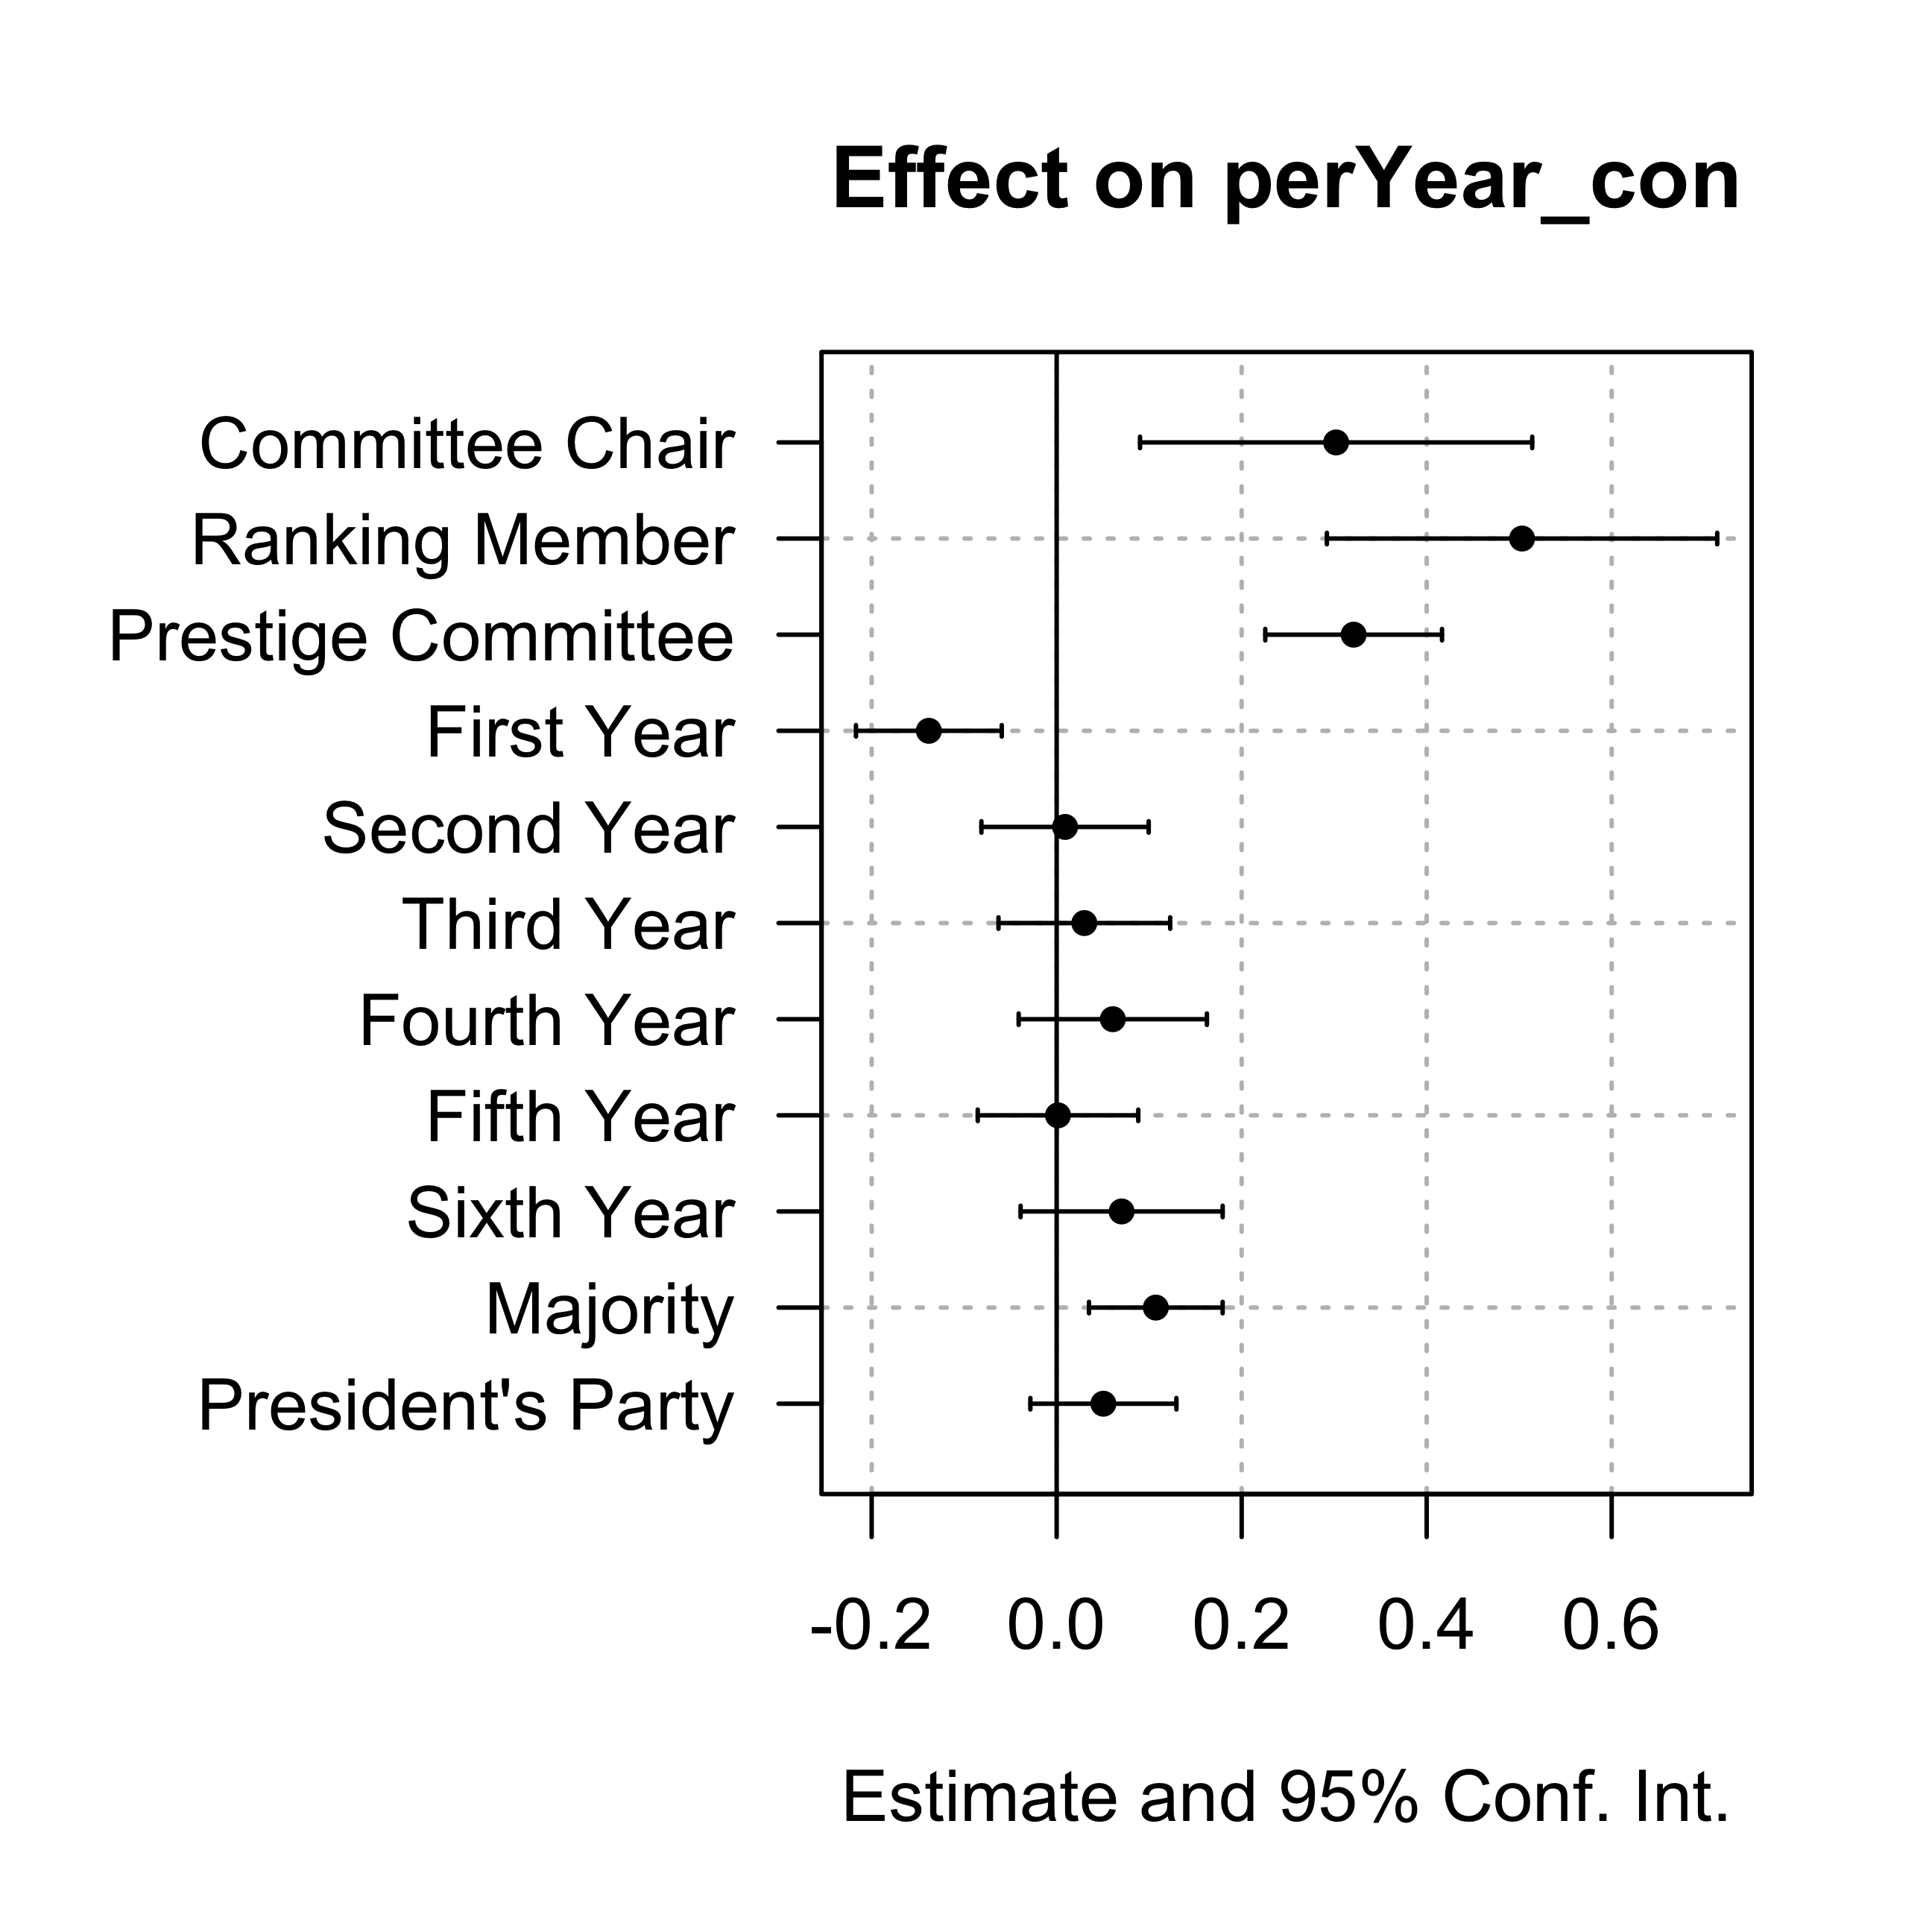 Effect on perYear_con
Committee Chair
Ranking Member
Prestige Committee
First Year
Second Year
Third Year
Fourth Year
Fifth Year
Sixth Year
Majority
President's Party
-0.2 0.0 0.2 0.4 0.6
Estimate and 95% Conf. Int.